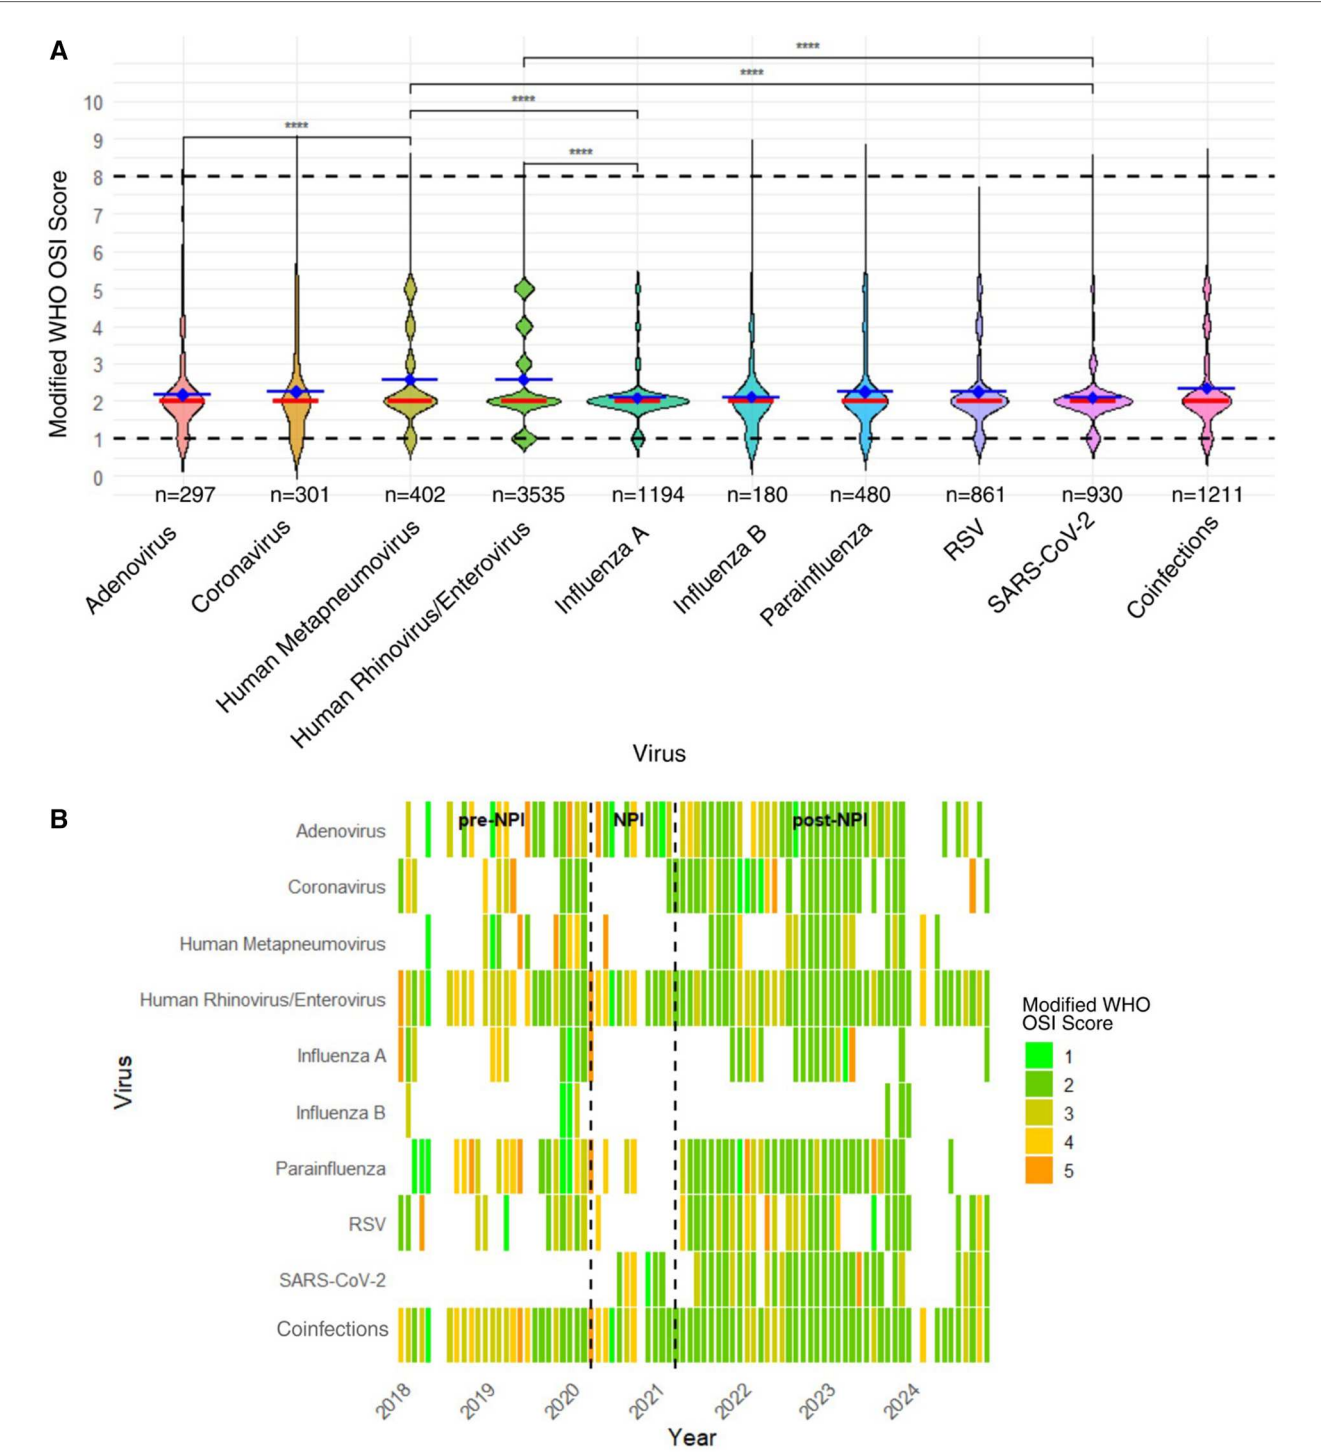 A
****
****
****
****
****
10
9
8
7
6
5
4
3
2
1
0
Modified WHO OSI Score
n=297 n=301 n=402 n=3535 n=1194 n=180 n=480 n=861 n=930 n=1211
Adenovirus
Coronavirus
Human Metapneumovirus
Human Rhinovirus/Enterovirus
Influenza A
Influenza B
Parainfluenza
RSV
SARS-CoV-2
Coinfections
Virus
B
pre-NPI NPI post-NPI
Adenovirus
Coronavirus
Human Metapneumovirus
Human Rhinovirus/Enterovirus
Influenza A
Influenza B
Parainfluenza
RSV
SARS-CoV-2
Coinfections
Virus
2018 2019 2020 2021 2022 2023 2024
Year
Modified WHO
OSI Score
1
2
3
4
5